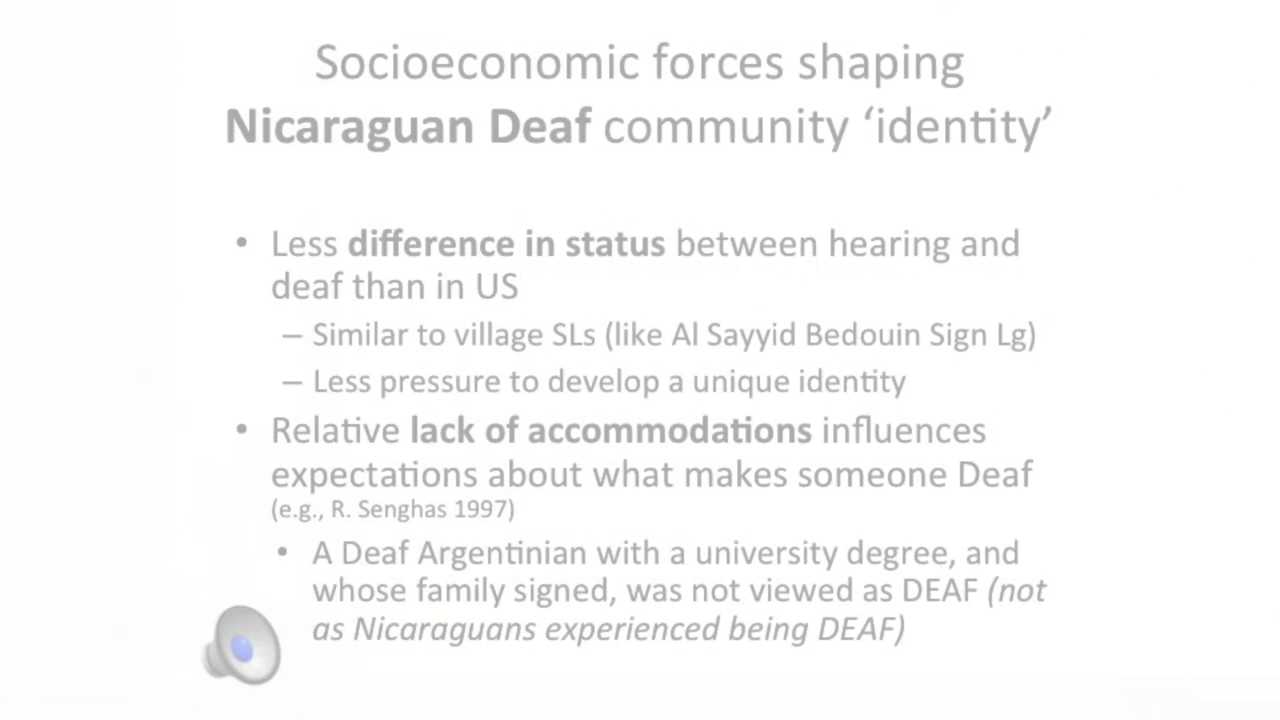 Socioeconomic forces shaping
Nicaraguan Deaf community ‘identity’
• Less difference in status between hearing and
deaf than in US
– Similar to village SLs (like Al Sayyid Bedouin Sign Lg)
– Less pressure to develop a unique identity
• Relative lack of accommodations influences
expectations about what makes someone Deaf
(e.g., R. Senghas 1997)
• A Deaf Argentinian with a university degree, and
whose family signed, was not viewed as DEAF (not
as Nicaraguans experienced being DEAF)